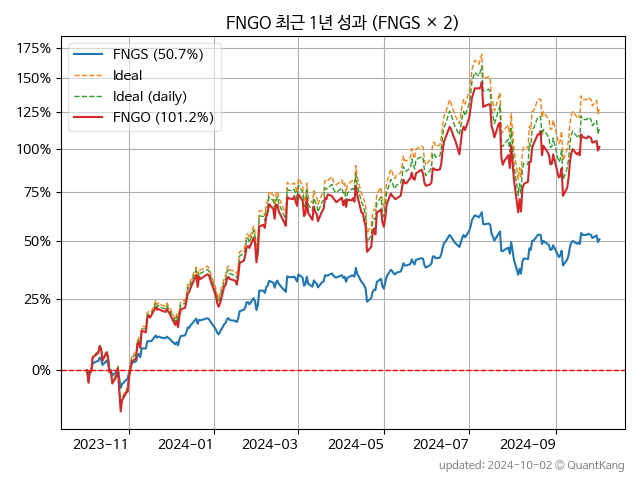 FNGO 최근 1년 성과 (FNGS × 2)
175%
150%
125%
100%
75%
50%
25%
0%
FNGS (50.7%)
Ideal
Ideal (daily)
FNGO (101.2%)
2023-11
2024-01
2024-03
2024-05
2024-07
2024-09
updated: 2024-10-02 © QuantKang